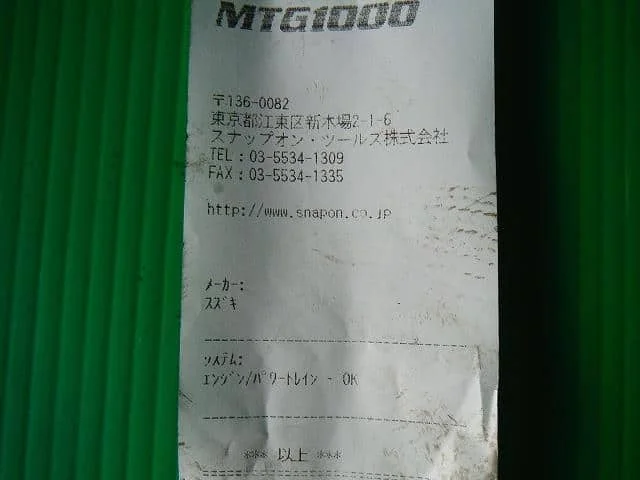 MTG1000
〒136-0082
東京都江東区新木場2-1-6
スナップオン・ツールズ株式会社
TEL : 03-5534-1309
FAX : 03-5534-1335
http://www.snapon.co.jp
ﾒｰｶｰ:
ｽｽﾞｷ
ｼｽﾃﾑ:
ｴﾝｼﾞﾝ/ﾊﾟﾜｰﾄﾚｲﾝ - OK
*** 以上 ***